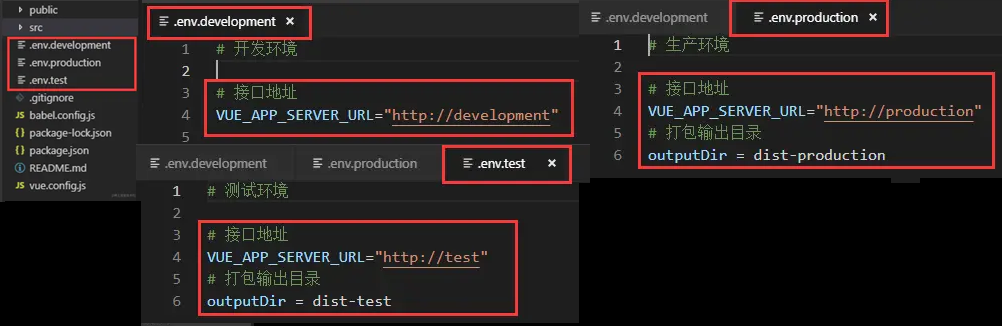 public
src
.env.development
.env.production
.env.test
.gitignore
babel.config.js
package-lock.json
package.json
README.md
vue.config.js
.env.development ×
1 # 开发环境
2
3 # 接口地址
4 VUE_APP_SERVER_URL="http://development"
5
.env.development .env.production .env.test ×
1 # 测试环境
2
3 # 接口地址
4 VUE_APP_SERVER_URL="http://test"
5 # 打包输出目录
6 outputDir = dist-test
.env.development .env.production ×
1 # 生产环境
2
3 # 接口地址
4 VUE_APP_SERVER_URL="http://production"
5 # 打包输出目录
6 outputDir = dist-production